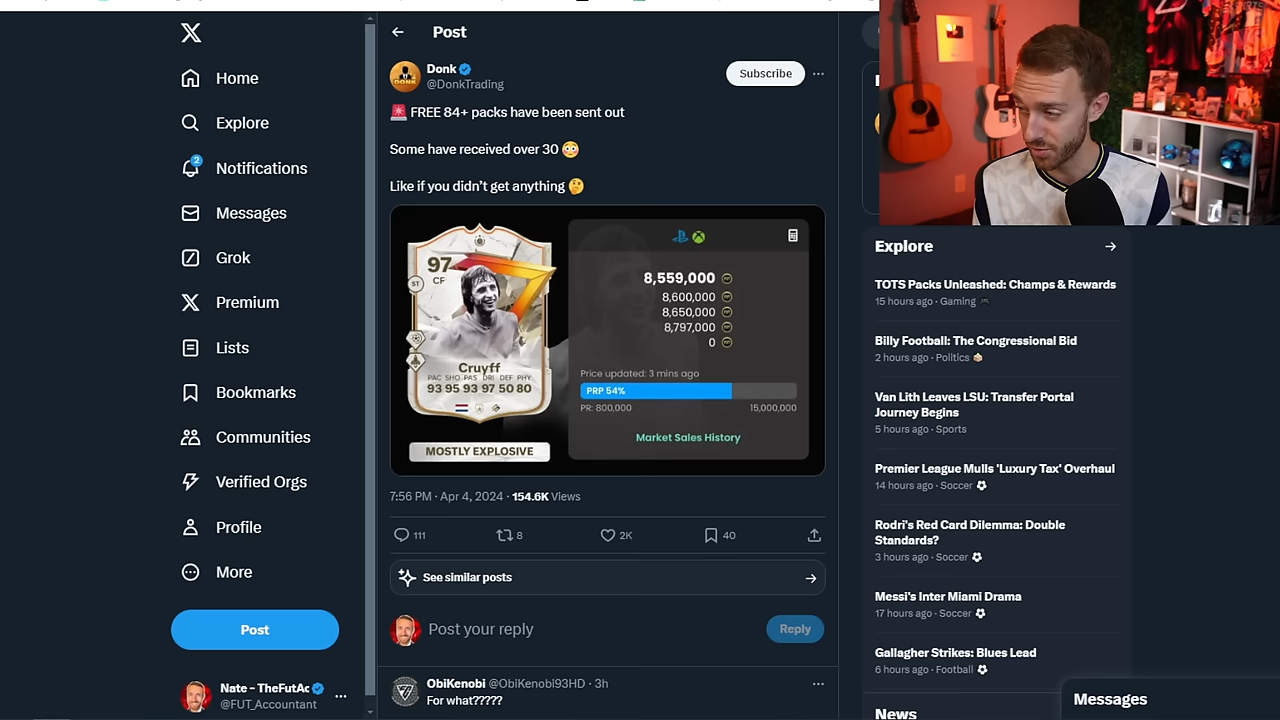 Home
Explore
2
Notifications
Messages
Grok
Premium
Lists
Bookmarks
Communities
Verified Orgs
Profile
More
Post
Nate - TheFutAc
@FUT_Accountant
Post
DONK
Donk
@DonkTrading
Subscribe
🚨 FREE 84+ packs have been sent out
Some have received over 30 😳
Like if you didn't get anything 🤔
97
CF
ST
Cruyff
PAC SHO PAS DRI DEF PHY
93 95 93 97 50 80
MOSTLY EXPLOSIVE
8,559,000
8,600,000
8,650,000
8,797,000
0
Price updated: 3 mins ago
PRP 54%
PR: 800,000
15,000,000
Market Sales History
7:56 PM · Apr 4, 2024 · 154.6K Views
111
8
2K
40
See similar posts
Post your reply
Reply
ObiKenobi @ObiKenobi93HD · 3h
For what?????
Explore
TOTS Packs Unleashed: Champs & Rewards
15 hours ago · Gaming 🎮
Billy Football: The Congressional Bid
2 hours ago · Politics 🗳️
Van Lith Leaves LSU: Transfer Portal
Journey Begins
5 hours ago · Sports
Premier League Mulls 'Luxury Tax' Overhaul
14 hours ago · Soccer ⚽
Rodri's Red Card Dilemma: Double
Standards?
3 hours ago · Soccer ⚽
Messi's Inter Miami Drama
17 hours ago · Soccer ⚽
Gallagher Strikes: Blues Lead
6 hours ago · Football ⚽
News
Messages